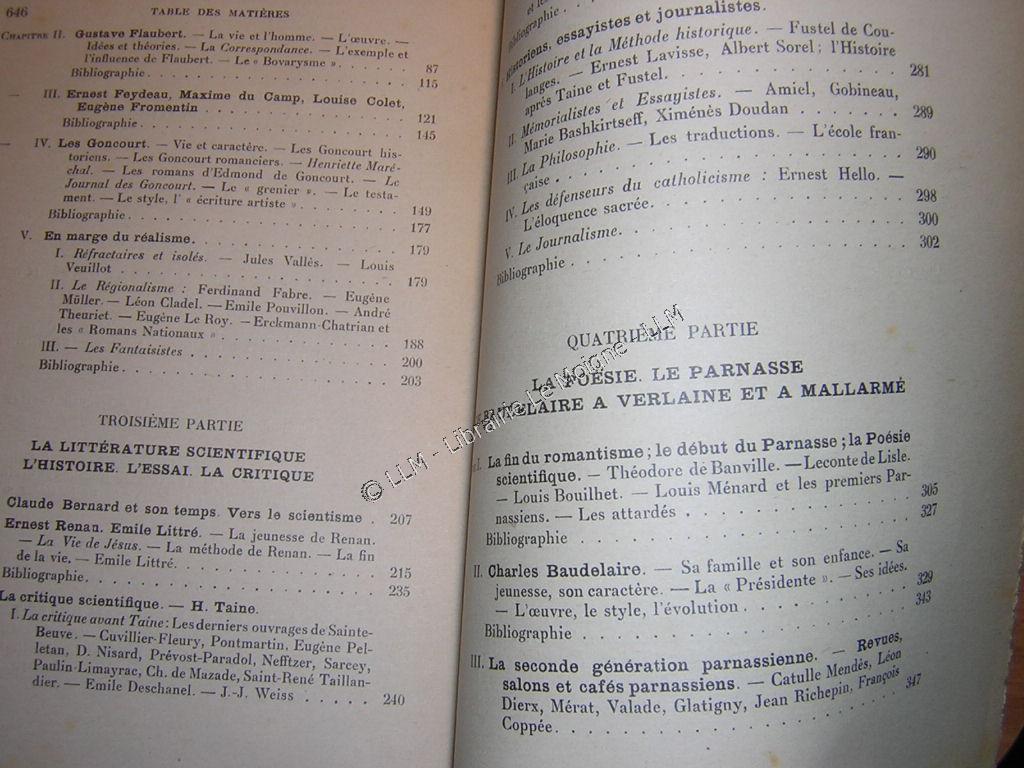 646 TABLE DES MATIÈRES
CHAPITRE II. Gustave Flaubert. — La vie et l'homme. — L'œuvre. —
Idées et théories. — La Correspondance. — L'exemple et
l'influence de Flaubert. — Le « Bovarysme ». . . . . . . 87
Bibliographie. . . . . . . . . . . . . . . . . 115
— III. Ernest Feydeau, Maxime du Camp, Louise Colet,
Eugène Fromentin . . . . . . . . . . . . . . 121
Bibliographie. . . . . . . . . . . . . . . . . 145
— IV. Les Goncourt. — Vie et caractère. — Les Goncourt his-
toriens. — Les Goncourt romanciers. — Henriette Maré-
chal. — Les romans d'Edmond de Goncourt. — Le
Journal des Goncourt. — Le « grenier ». — Le testa-
ment. — Le style, l' « écriture artiste » . . . . . . . . 149
Bibliographie. . . . . . . . . . . . . . . . . 177
V. En marge du réalisme. . . . . . . . . . . . . 179
I. Réfractaires et isolés. — Jules Vallès. — Louis
Veuillot . . . . . . . . . . . . . . . . . 179
II. Le Régionalisme : Ferdinand Fabre. — Eugène
Müller. — Léon Cladel. — Emile Pouvillon. — André
Theuriet. — Eugène Le Roy. — Erckmann-Chatrian et
les « Romans Nationaux » . . . . . . . . . . . 188
III. — Les Fantaisistes . . . . . . . . . . . . . 200
Bibliographie. . . . . . . . . . . . . . . . . 203
TROISIÈME PARTIE
LA LITTÉRATURE SCIENTIFIQUE
L'HISTOIRE. L'ESSAI. LA CRITIQUE
Claude Bernard et son temps. Vers le scientisme . 207
Ernest Renan. Emile Littré. — La jeunesse de Renan.
— La Vie de Jésus. — La méthode de Renan. — La fin
de la vie. — Emile Littré. . . . . . . . . . . . . 215
Bibliographie. . . . . . . . . . . . . . . . . 235
La critique scientifique. — H. Taine.
I. La critique avant Taine : Les derniers ouvrages de Sainte-
Beuve. — Cuvillier-Fleury, Pontmartin, Eugène Pel-
letan, D. Nisard, Prévost-Paradol, Nefftzer, Sarcey,
Paulin-Limayrac, Ch. de Mazade, Saint-René Taillan-
dier. — Emile Deschanel. — J.-J. Weiss . . . . . . 240
Bibliographie
Historiens, essayistes et journalistes.
I. L'Histoire et la Méthode historique. — Fustel de Cou-
langes. — Ernest Lavisse, Albert Sorel ; l'Histoire
après Taine et Fustel. . . . . . . . . . . . . . 281
II. Mémorialistes et Essayistes. — Amiel, Gobineau,
Marie Bashkirtseff, Ximénès Doudan . . . . . . . 289
III. La Philosophie. — Les traductions. — L'école fran-
çaise. . . . . . . . . . . . . . . . . . . 290
IV. Les défenseurs du catholicisme : Ernest Hello. —
L'éloquence sacrée. . . . . . . . . . . . . . . 298
V. Le Journalisme. . . . . . . . . . . . . . . 300
Bibliographie . . . . . . . . . . . . . . . . . 302
QUATRIÈME PARTIE
LA POÉSIE. LE PARNASSE
BAUDELAIRE A VERLAINE ET A MALLARMÉ
I. La fin du romantisme ; le début du Parnasse ; la Poésie
scientifique. — Théodore de Banville. — Leconte de Lisle.
— Louis Bouilhet. — Louis Ménard et les premiers Par-
nassiens. — Les attardés . . . . . . . . . . . . 305
Bibliographie . . . . . . . . . . . . . . . . . 327
II. Charles Baudelaire. — Sa famille et son enfance. — Sa
jeunesse, son caractère. — La « Présidente ». — Ses idées.
— L'œuvre, le style, l'évolution . . . . . . . . . 329
Bibliographie . . . . . . . . . . . . . . . . . 343
III. La seconde génération parnassienne. — Revues,
salons et cafés parnassiens. — Catulle Mendès, Léon
Dierx, Mérat, Valade, Glatigny, Jean Richepin, François
Coppée. . . . . . . . . . . . . . . . . . . 347
© LLM - Librairie Le Moigne - LLM